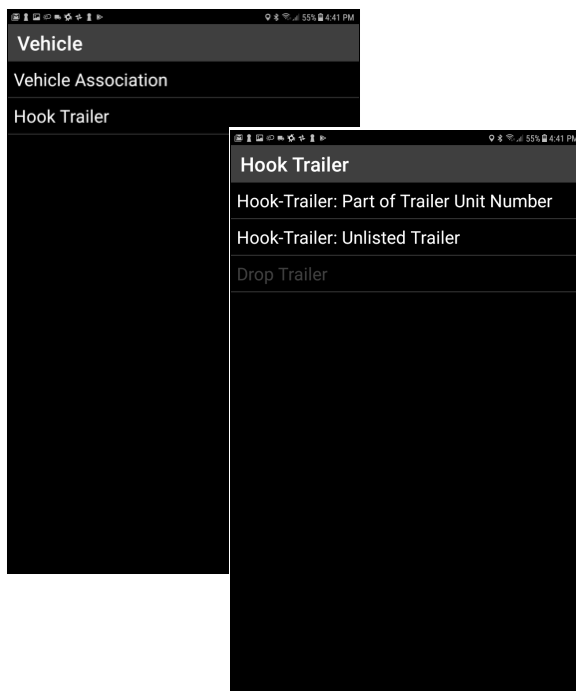 55% 4:41 PM
Vehicle
Vehicle Association
Hook Trailer
55% 4:41 PM
Hook Trailer
Hook-Trailer: Part of Trailer Unit Number
Hook-Trailer: Unlisted Trailer
Drop Trailer